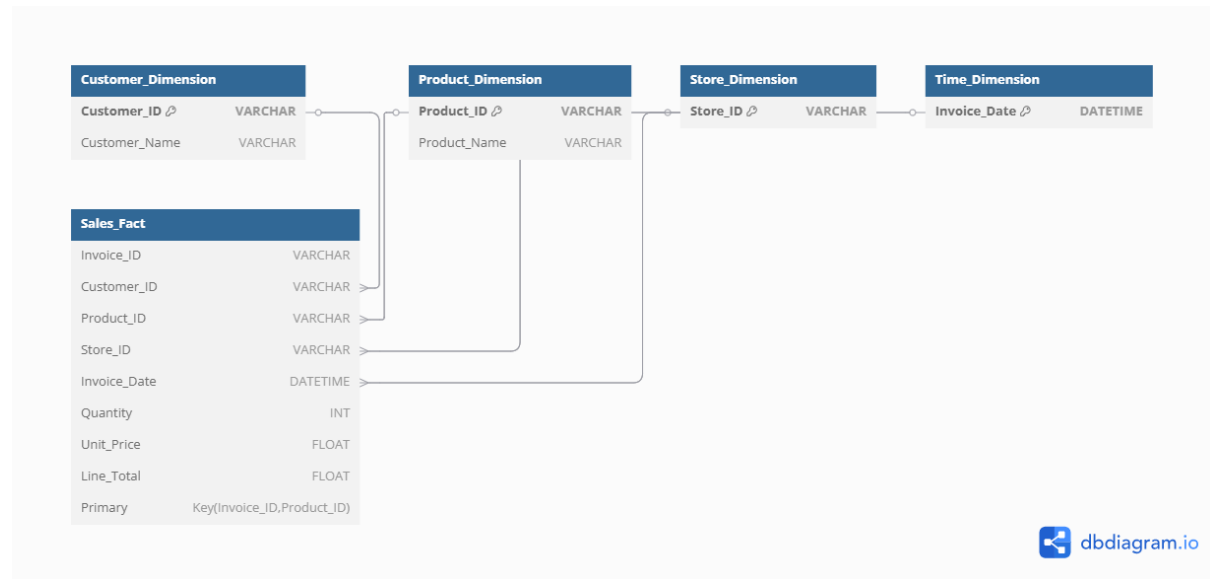 Customer_Dimension
Customer_ID VARCHAR
Customer_Name VARCHAR
Product_Dimension
Product_ID VARCHAR
Product_Name VARCHAR
Store_Dimension
Store_ID VARCHAR
Time_Dimension
Invoice_Date DATETIME
Sales_Fact
Invoice_ID VARCHAR
Customer_ID VARCHAR
Product_ID VARCHAR
Store_ID VARCHAR
Invoice_Date DATETIME
Quantity INT
Unit_Price FLOAT
Line_Total FLOAT
Primary Key(Invoice_ID,Product_ID)
dbdiagram.io